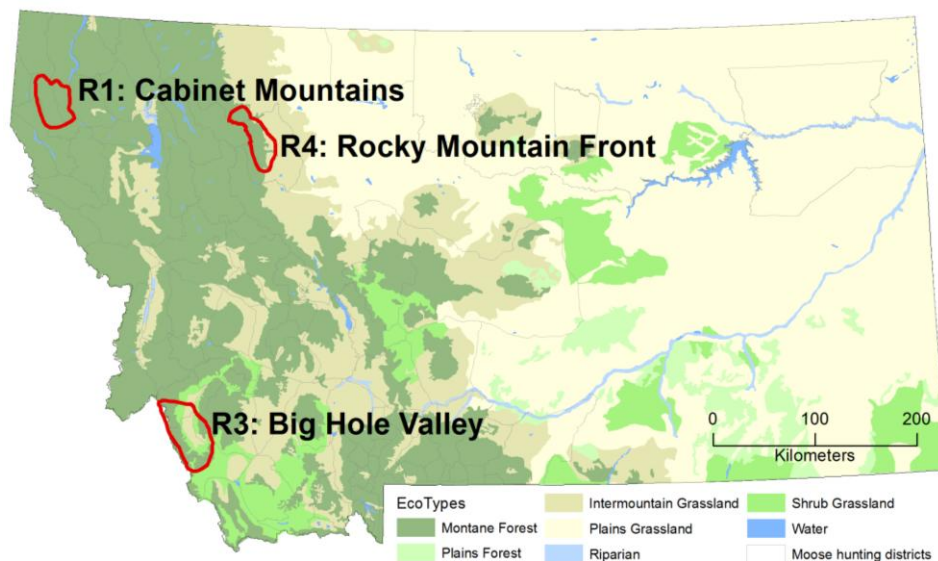 R1: Cabinet Mountains
R4: Rocky Mountain Front
R3: Big Hole Valley
0 100 200
Kilometers
EcoTypes
Montane Forest
Plains Forest
Intermountain Grassland
Plains Grassland
Riparian
Shrub Grassland
Water
Moose hunting districts